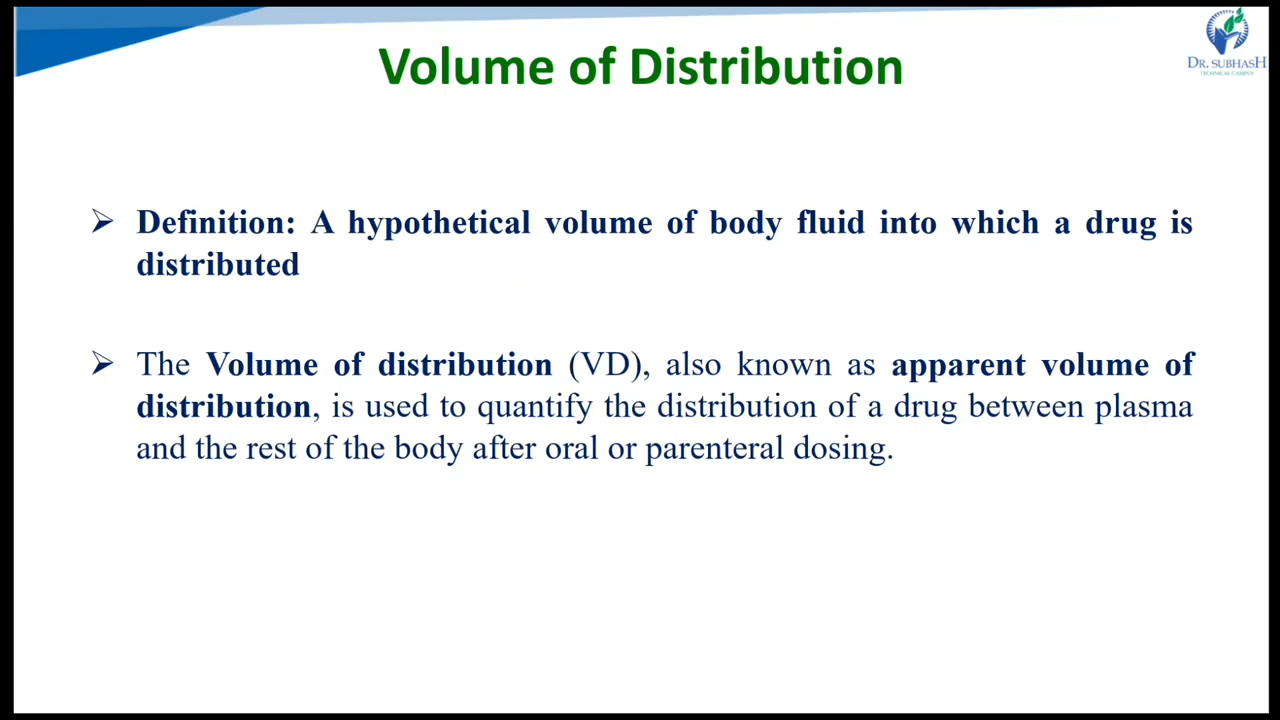 DR. SUBHASH
TECHNICAL CAMPUS
Volume of Distribution
Definition: A hypothetical volume of body fluid into which a drug is
distributed
The Volume of distribution (VD), also known as apparent volume of
distribution, is used to quantify the distribution of a drug between plasma
and the rest of the body after oral or parenteral dosing.